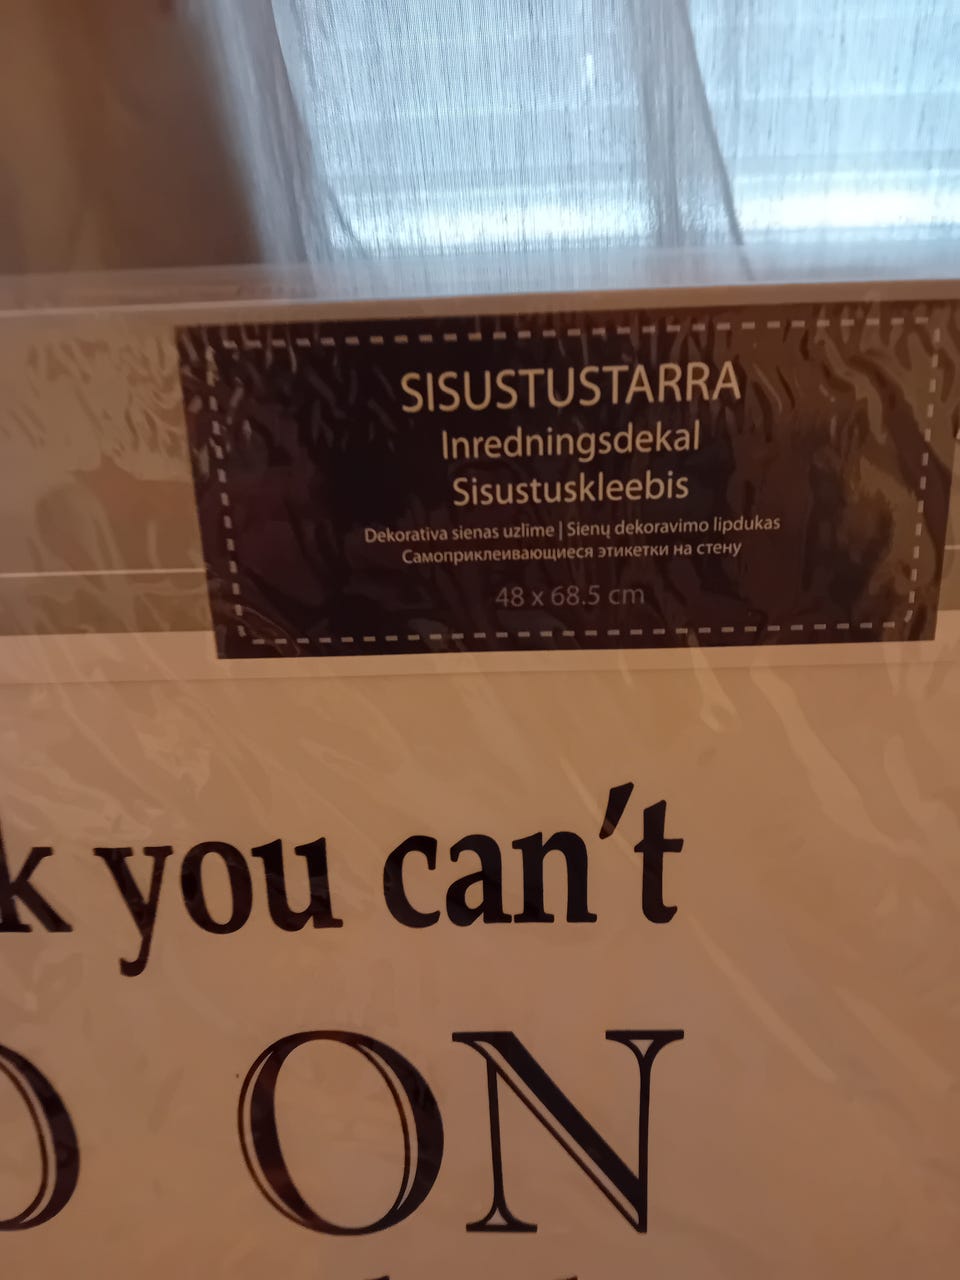 SISUSTUSTARRA
Inredningsdekal
Sisustuskleebis
Dekorativa sienas uzlime | Sienų dekoravimo lipdukas
Самоприклеивающиеся этикетки на стену
48 x 68.5 cm
k you can't
O ON